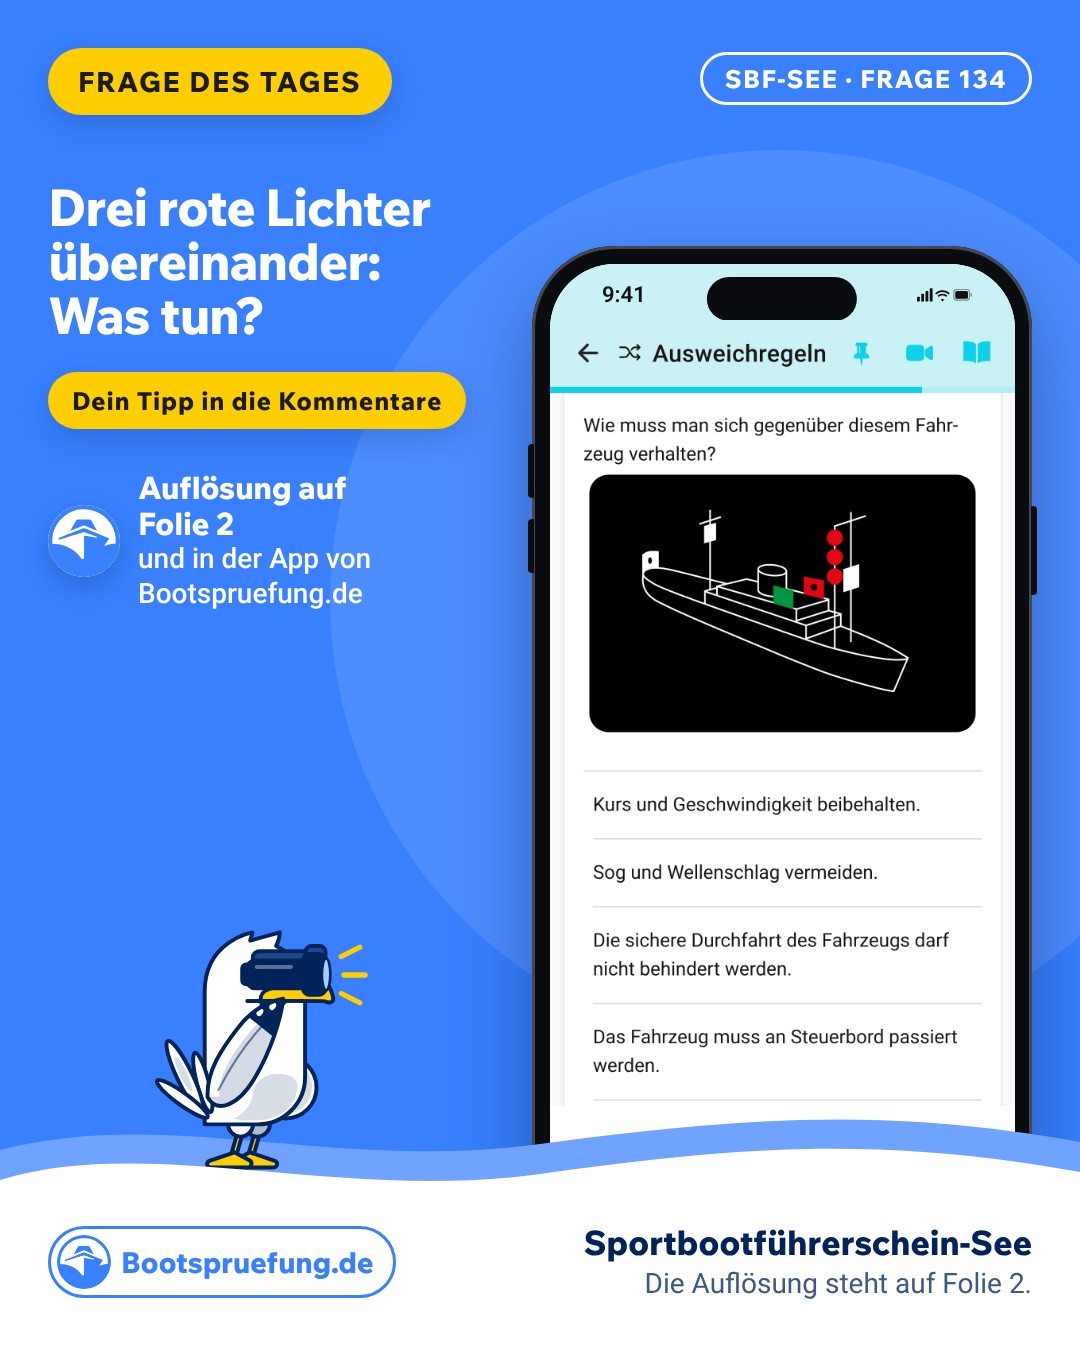 FRAGE DES TAGES
SBF-SEE · FRAGE 134
Drei rote Lichter
übereinander:
Was tun?
Dein Tipp in die Kommentare
Auflösung auf
Folie 2
und in der App von
Bootspruefung.de
9:41
Ausweichregeln
Wie muss man sich gegenüber diesem Fahr-
zeug verhalten?
Kurs und Geschwindigkeit beibehalten.
Sog und Wellenschlag vermeiden.
Die sichere Durchfahrt des Fahrzeugs darf
nicht behindert werden.
Das Fahrzeug muss an Steuerbord passiert
werden.
Bootspruefung.de
Sportbootführerschein-See
Die Auflösung steht auf Folie 2.